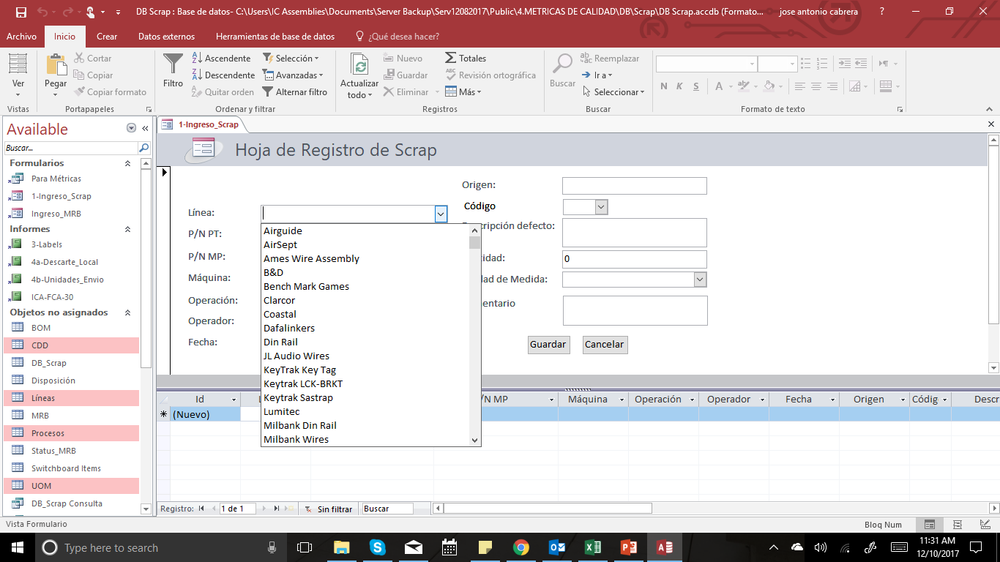 DB Scrap : Base de datos- C:\Users\IC Assemblies\Documents\Server Backup\Serv12082017\Public\4.METRICAS DE CALIDAD\DB\Scrap\DB Scrap.accdb (Formato... jose antonio cabrera ?
Archivo Inicio Crear Datos externos Herramientas de base de datos ¿Qué desea hacer?
Ver
Vistas
Pegar
Cortar
Copiar
Copiar formato
Portapapeles
Filtro
Ascendente
Descendente
Quitar orden
Selección
Avanzadas
Alternar filtro
Ordenar y filtrar
Actualizar todo
Nuevo
Guardar
Eliminar
Totales
Revisión ortográfica
Más
Registros
Buscar
Reemplazar
Ir a
Seleccionar
Buscar
N K S A
Formato de texto
Available
Buscar...
Formularios
Para Métricas
1-Ingreso_Scrap
Ingreso_MRB
Informes
3-Labels
4a-Descarte_Local
4b-Unidades_Envio
ICA-FCA-30
Objetos no asignados
BOM
CDD
DB_Scrap
Disposición
Líneas
MRB
Procesos
Status_MRB
Switchboard Items
UOM
DB_Scrap Consulta
1-Ingreso_Scrap
Hoja de Registro de Scrap
Línea:
P/N PT:
P/N MP:
Máquina:
Operación:
Operador:
Fecha:
Airguide
AirSept
Ames Wire Assembly
B&D
Bench Mark Games
Clarcor
Coastal
Dafalinkers
Din Rail
JL Audio Wires
KeyTrak Key Tag
Keytrak LCK-BRKT
Keytrak Sastrap
Lumitec
Milbank Din Rail
Milbank Wires
Origen:
Código
cripción defecto:
idad: 0
dad de Medida:
entario
Guardar Cancelar
Id /N MP Máquina Operación Operador Fecha Origen Códig Descr
(Nuevo)
Registro: 1 de 1 Sin filtrar Buscar
Vista Formulario Bloq Num
Type here to search
11:31 AM
12/10/2017